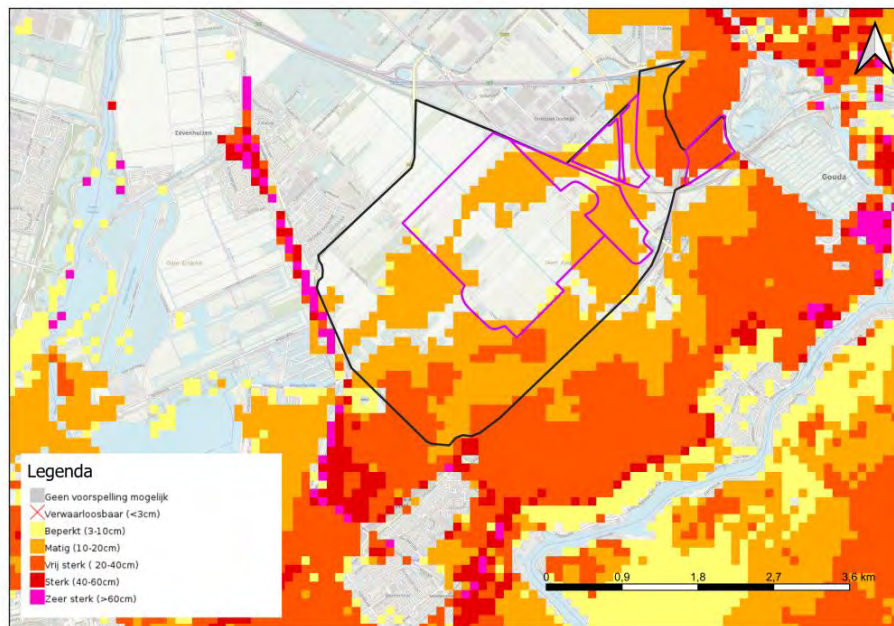 Zevenhuizen
Gouda
Legenda
Geen voorspelling mogelijk
Verwaarloosbaar (<3cm)
Beperkt (3-10cm)
Matig (10-20cm)
Vrij sterk ( 20-40cm)
Sterk (40-60cm)
Zeer sterk (>60cm)
0 0,9 1,8 2,7 3,6 km